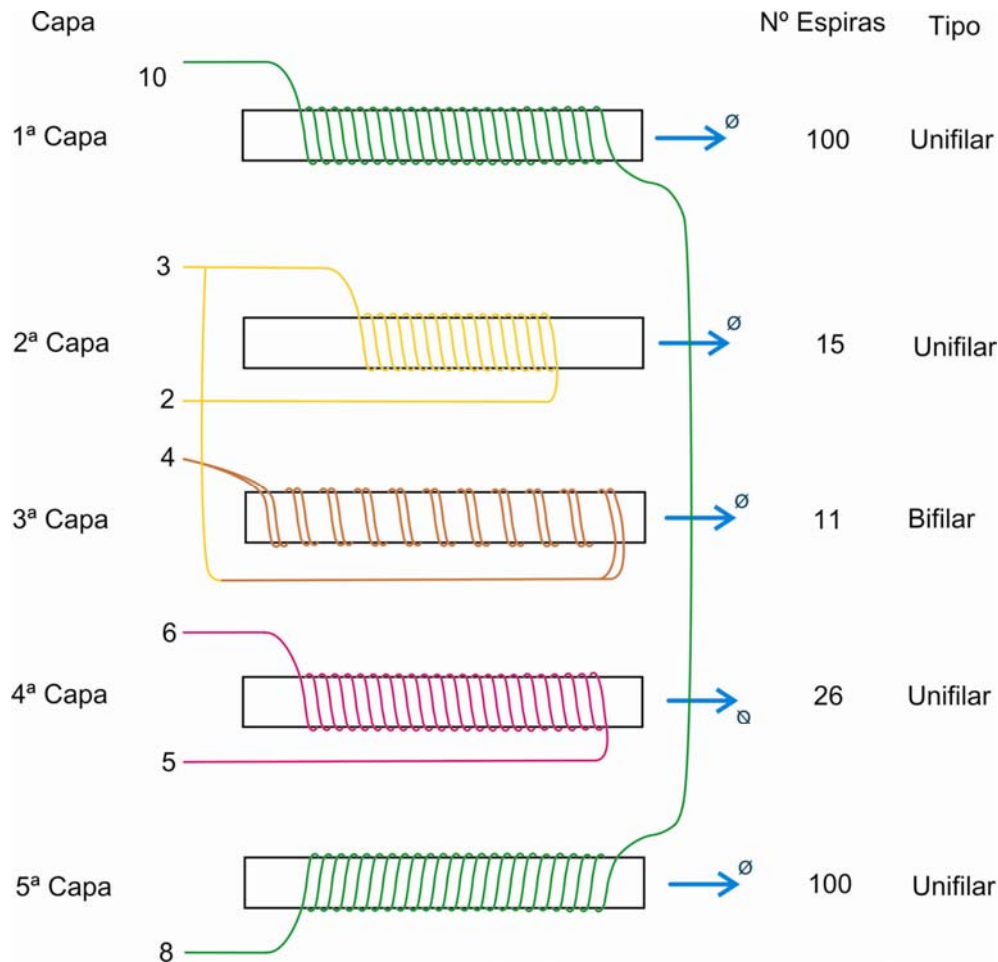 Capa Nº Espiras Tipo
10
1ª Capa Ø 100 Unifilar
3
2ª Capa Ø 15 Unifilar
2
4
3ª Capa Ø 11 Bifilar
6
4ª Capa Ø 26 Unifilar
5
5ª Capa Ø 100 Unifilar
8